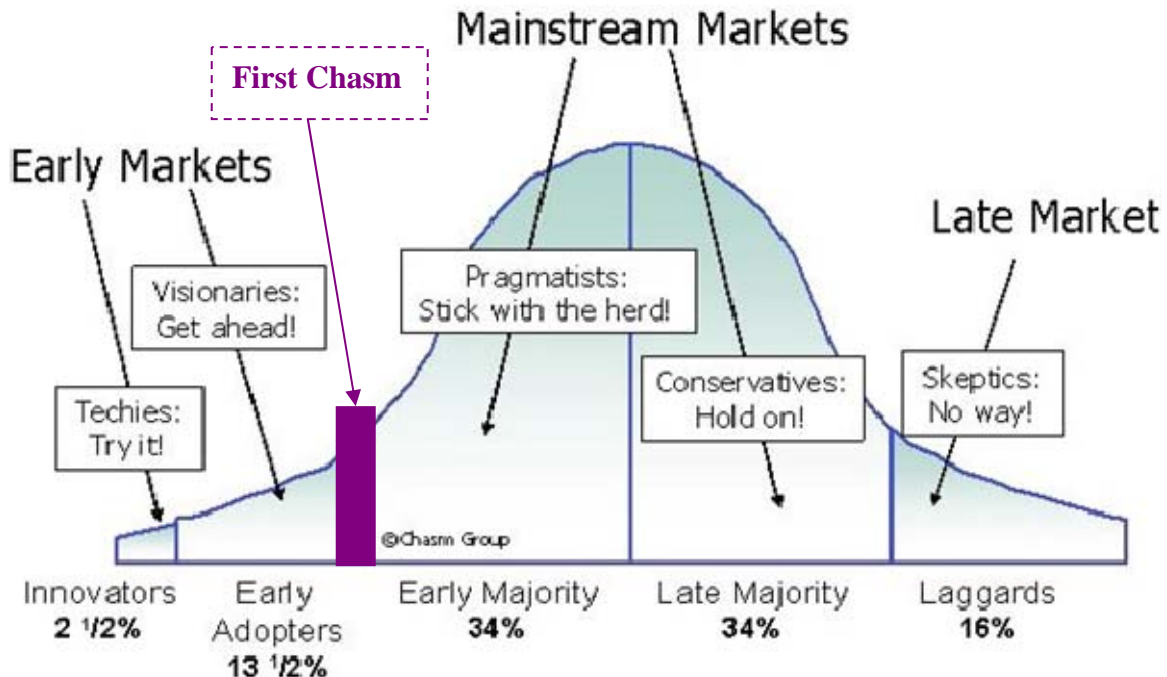 Mainstream Markets
First Chasm
Early Markets
Late Market
Visionaries:
Get ahead!
Pragmatists:
Stick with the herd!
Techies:
Try it!
Conservatives:
Hold on!
Skeptics:
No way!
©Chasm Group
Innovators
2 1/2%
Early
Adopters
13 1/2%
Early Majority
34%
Late Majority
34%
Laggards
16%